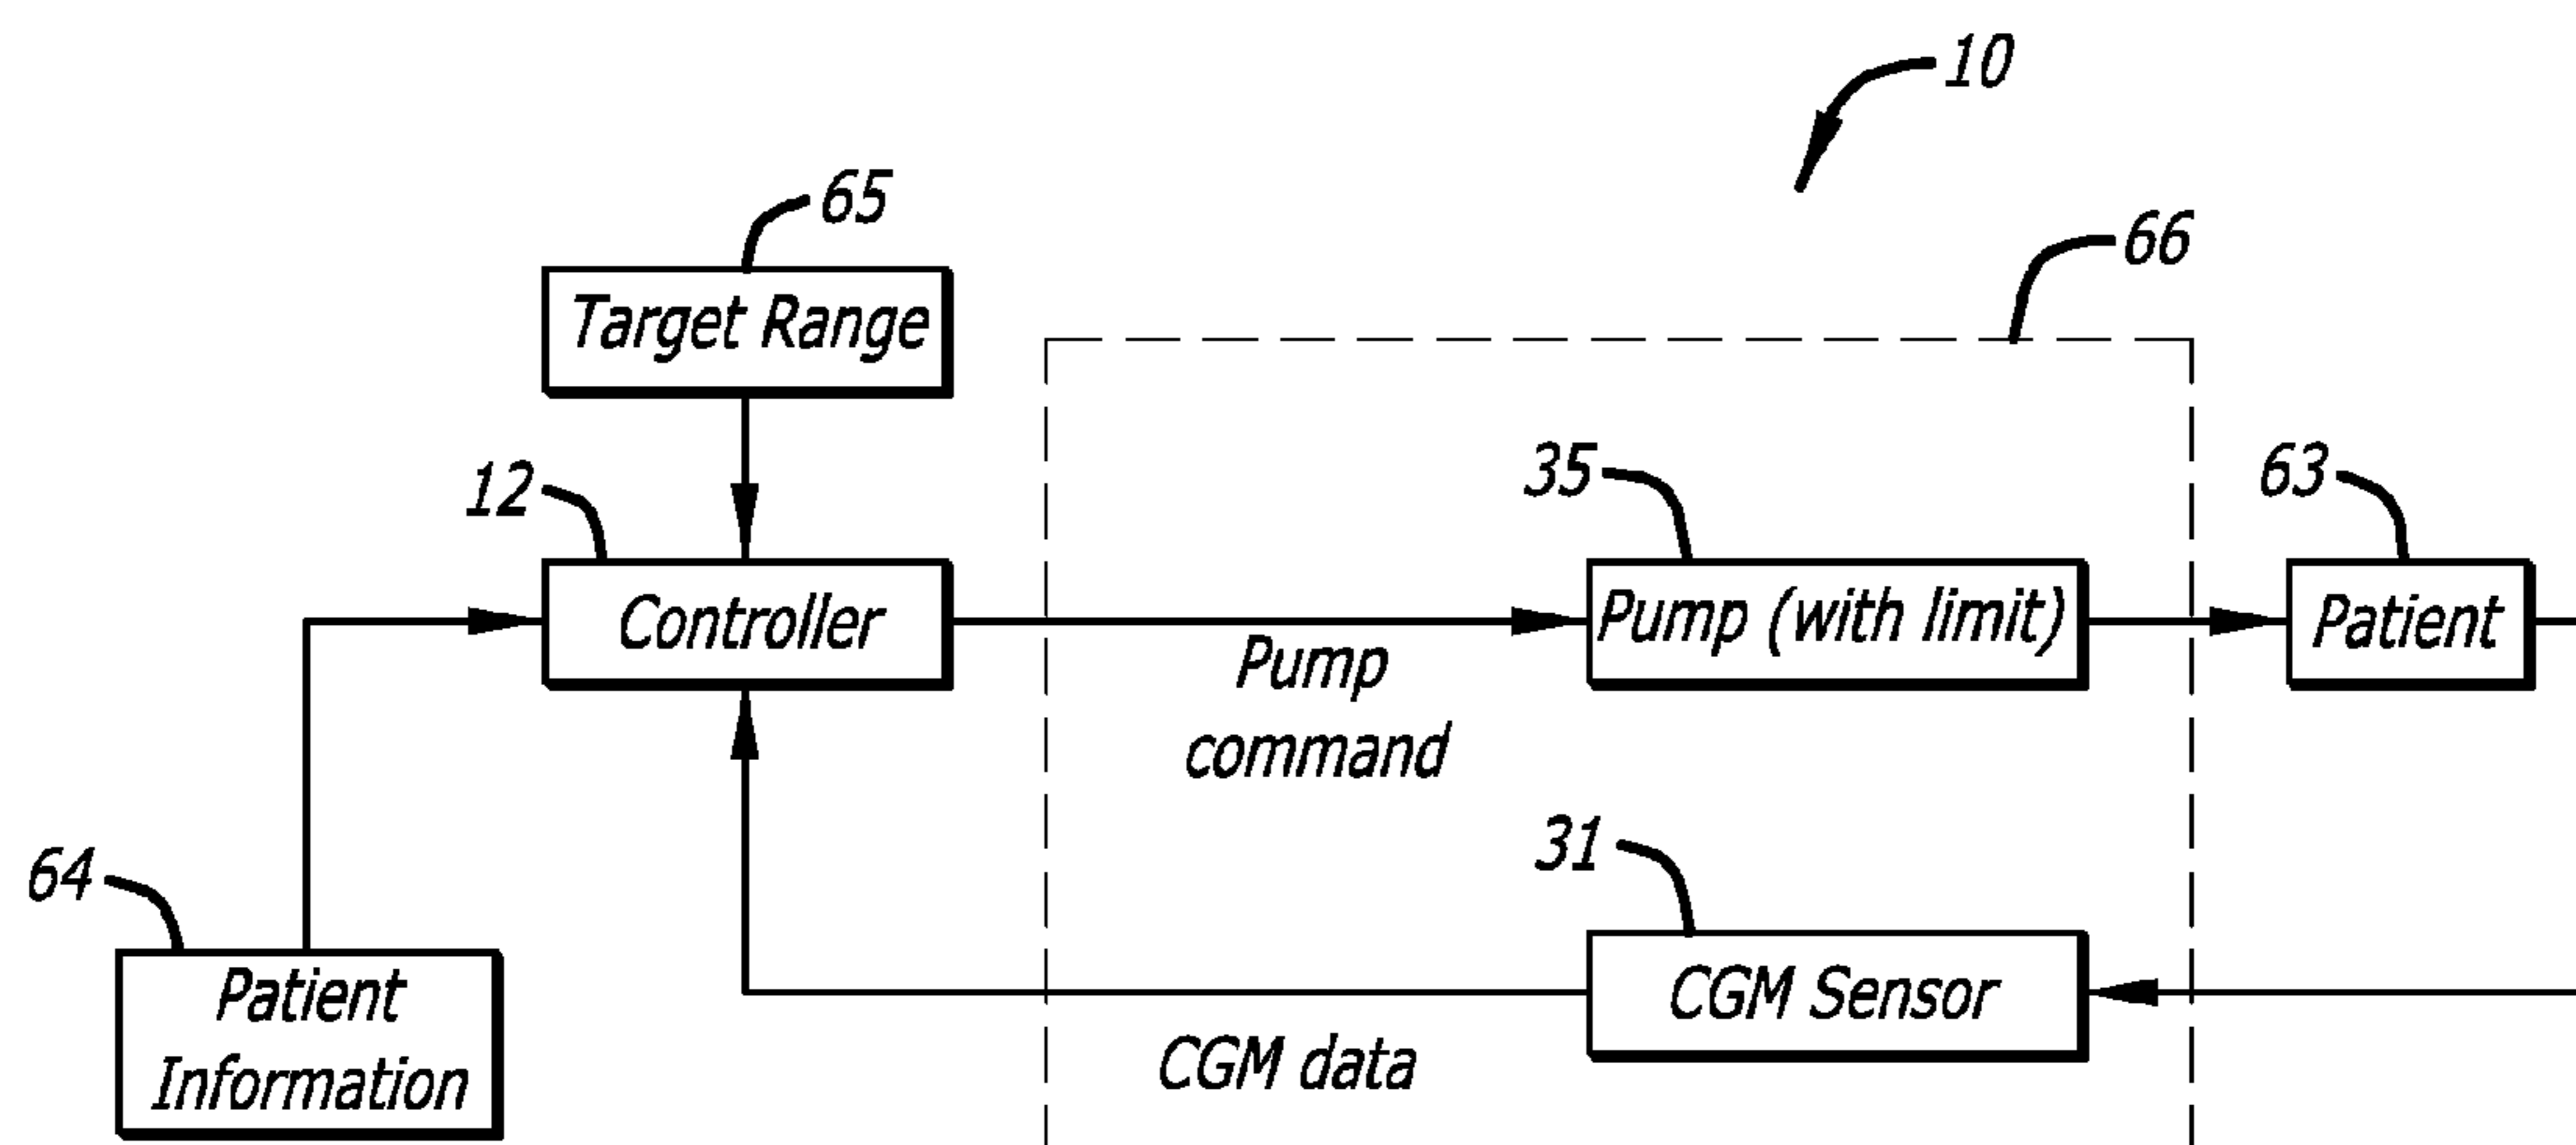 10
65
66
Target Range
12
35
63
Controller
Pump (with limit)
Patient
Pump
command
64
31
Patient
Information
CGM Sensor
CGM data